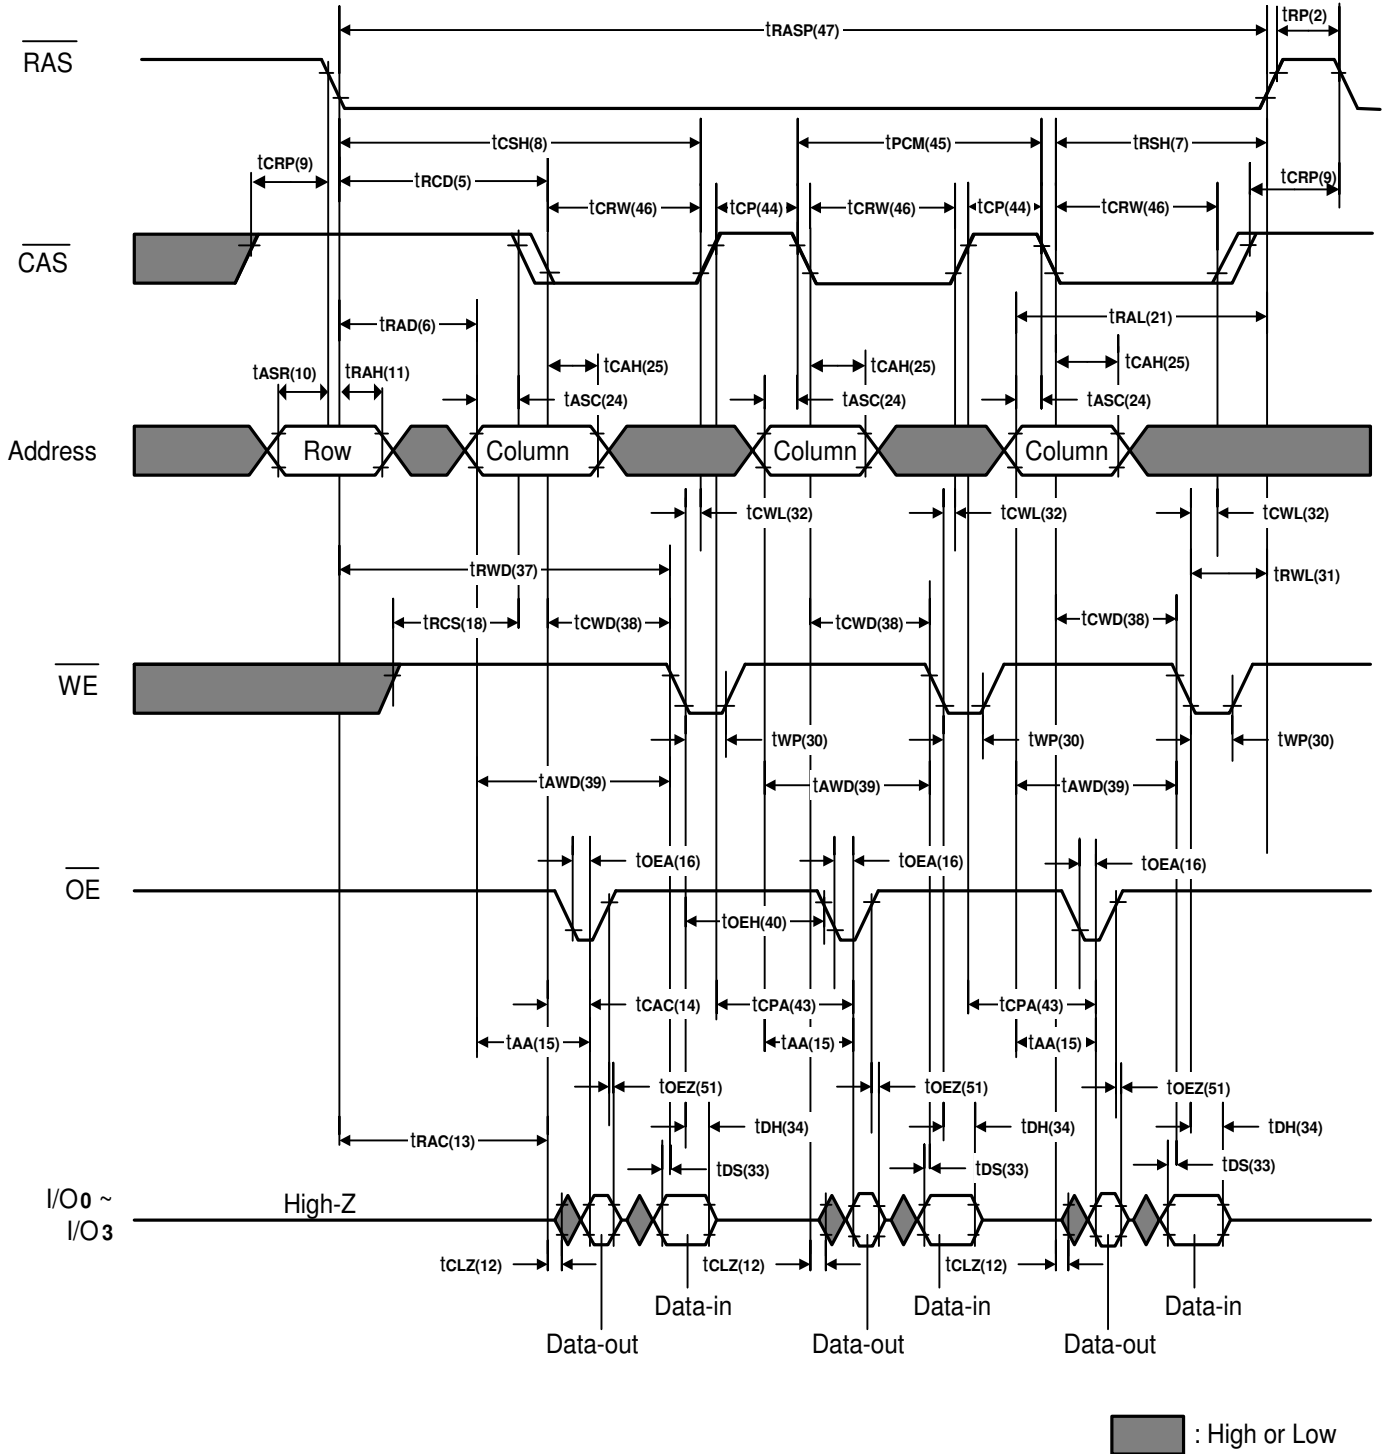 tRASP(47)
tRP(2)
RAS
tCSH(8)
tPCM(45)
tRSH(7)
tCRP(9)
tRCD(5)
tCRP(9)
tCRW(46)
tCP(44)
tCRW(46)
tCP(44)
tCRW(46)
CAS
tRAD(6)
tRAL(21)
tASR(10)
tRAH(11)
tCAH(25)
tCAH(25)
tCAH(25)
tASC(24)
tASC(24)
tASC(24)
Address
Row
Column
Column
Column
tCWL(32)
tCWL(32)
tCWL(32)
tRWD(37)
tRWL(31)
tRCS(18)
tCWD(38)
tCWD(38)
tCWD(38)
WE
tWP(30)
tWP(30)
tWP(30)
tAWD(39)
tAWD(39)
tAWD(39)
tOEA(16)
tOEA(16)
tOEA(16)
OE
tOEH(40)
tCAC(14)
tCPA(43)
tCPA(43)
tAA(15)
tAA(15)
tAA(15)
tOEZ(51)
tOEZ(51)
tOEZ(51)
tRAC(13)
tDH(34)
tDH(34)
tDH(34)
tDS(33)
tDS(33)
tDS(33)
I/O0 ~
I/O3
High-Z
tCLZ(12)
tCLZ(12)
tCLZ(12)
Data-in
Data-in
Data-in
Data-out
Data-out
Data-out
: High or Low